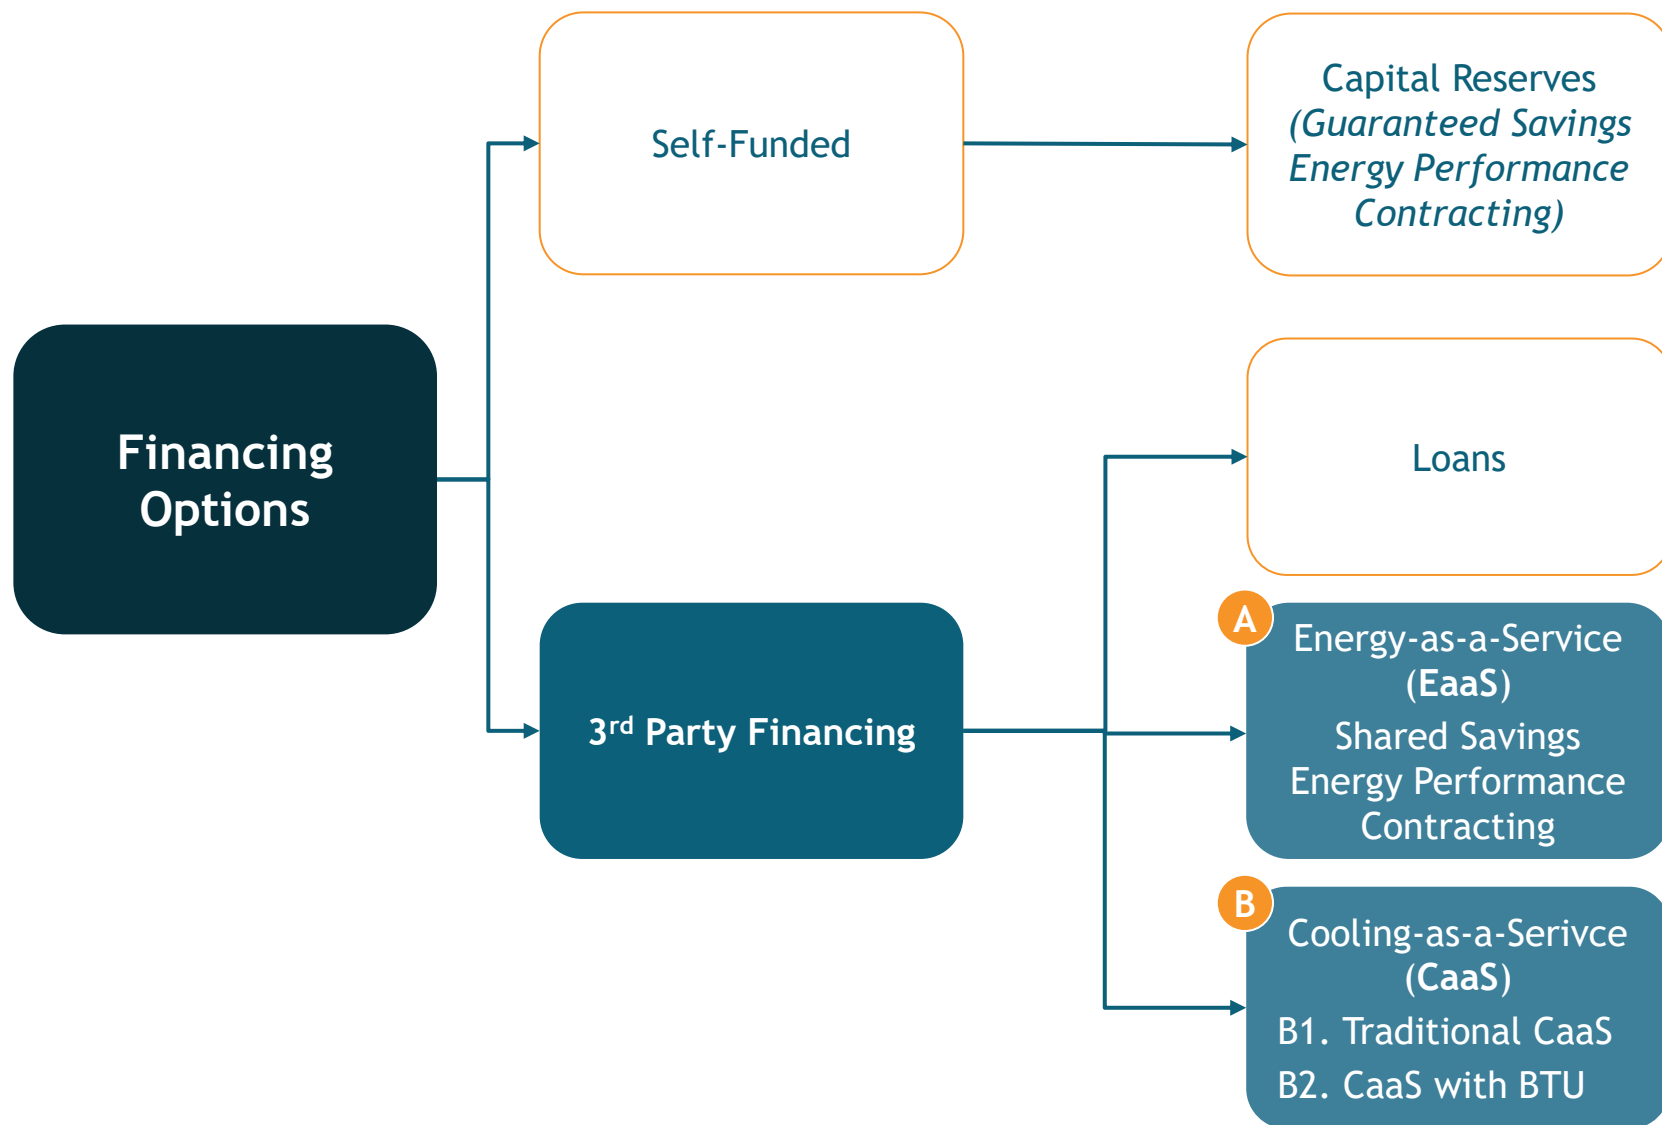 Financing
Options
Self-Funded
3rd Party Financing
Capital Reserves
(Guaranteed Savings
Energy Performance
Contracting)
Loans
A
Energy-as-a-Service
(EaaS)
Shared Savings
Energy Performance
Contracting
B
Cooling-as-a-Serivce
(CaaS)
B1. Traditional CaaS
B2. CaaS with BTU